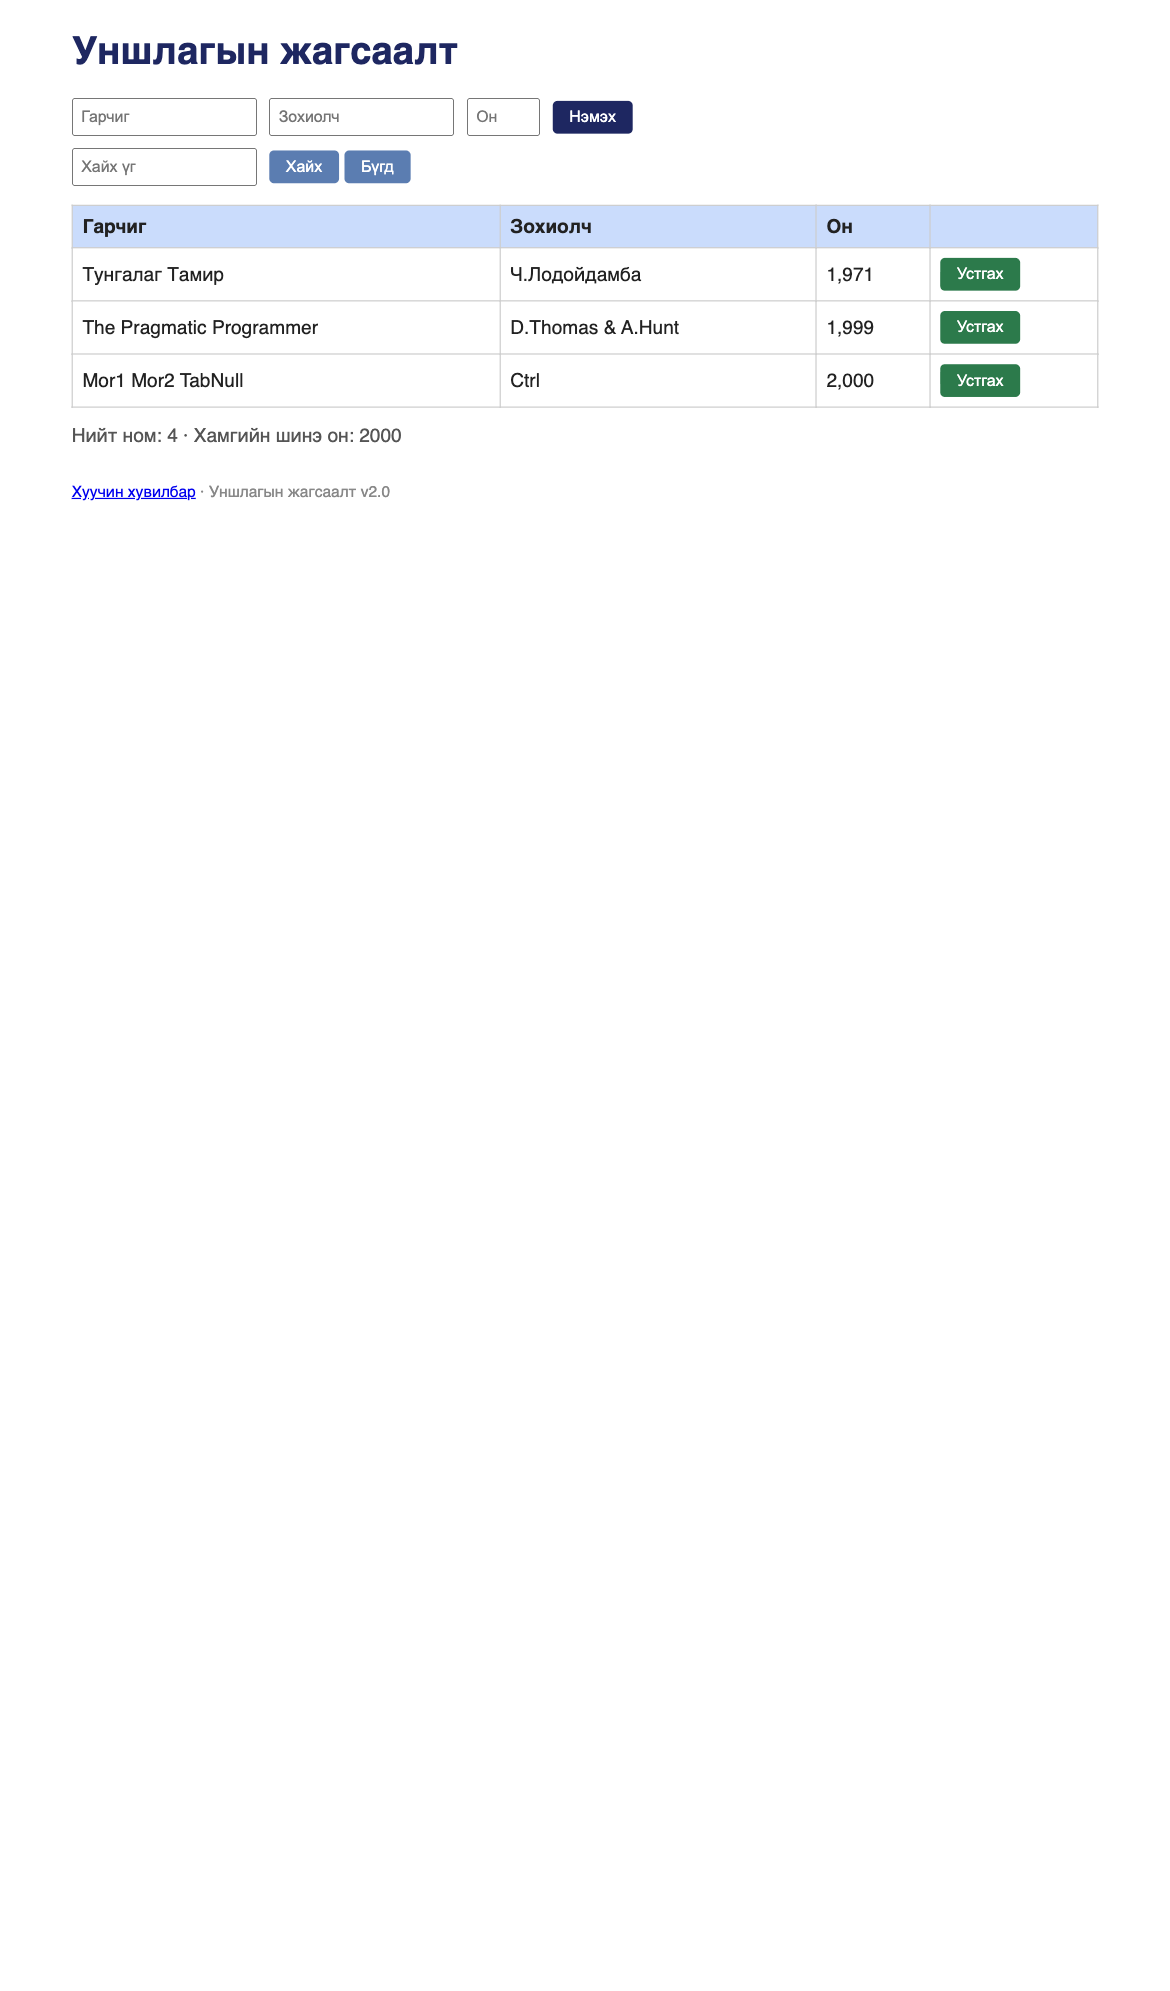 Уншлагын жагсаалт
Гарчиг Зохиолч Он Нэмэх
Хайх үг Хайх Бүгд
Гарчиг Зохиолч Он
Тунгалаг Тамир Ч.Лодойдамба 1,971 Устгах
The Pragmatic Programmer D.Thomas & A.Hunt 1,999 Устгах
Mor1 Mor2 TabNull Ctrl 2,000 Устгах
Нийт ном: 4 · Хамгийн шинэ он: 2000
Хуучин хувилбар · Уншлагын жагсаалт v2.0